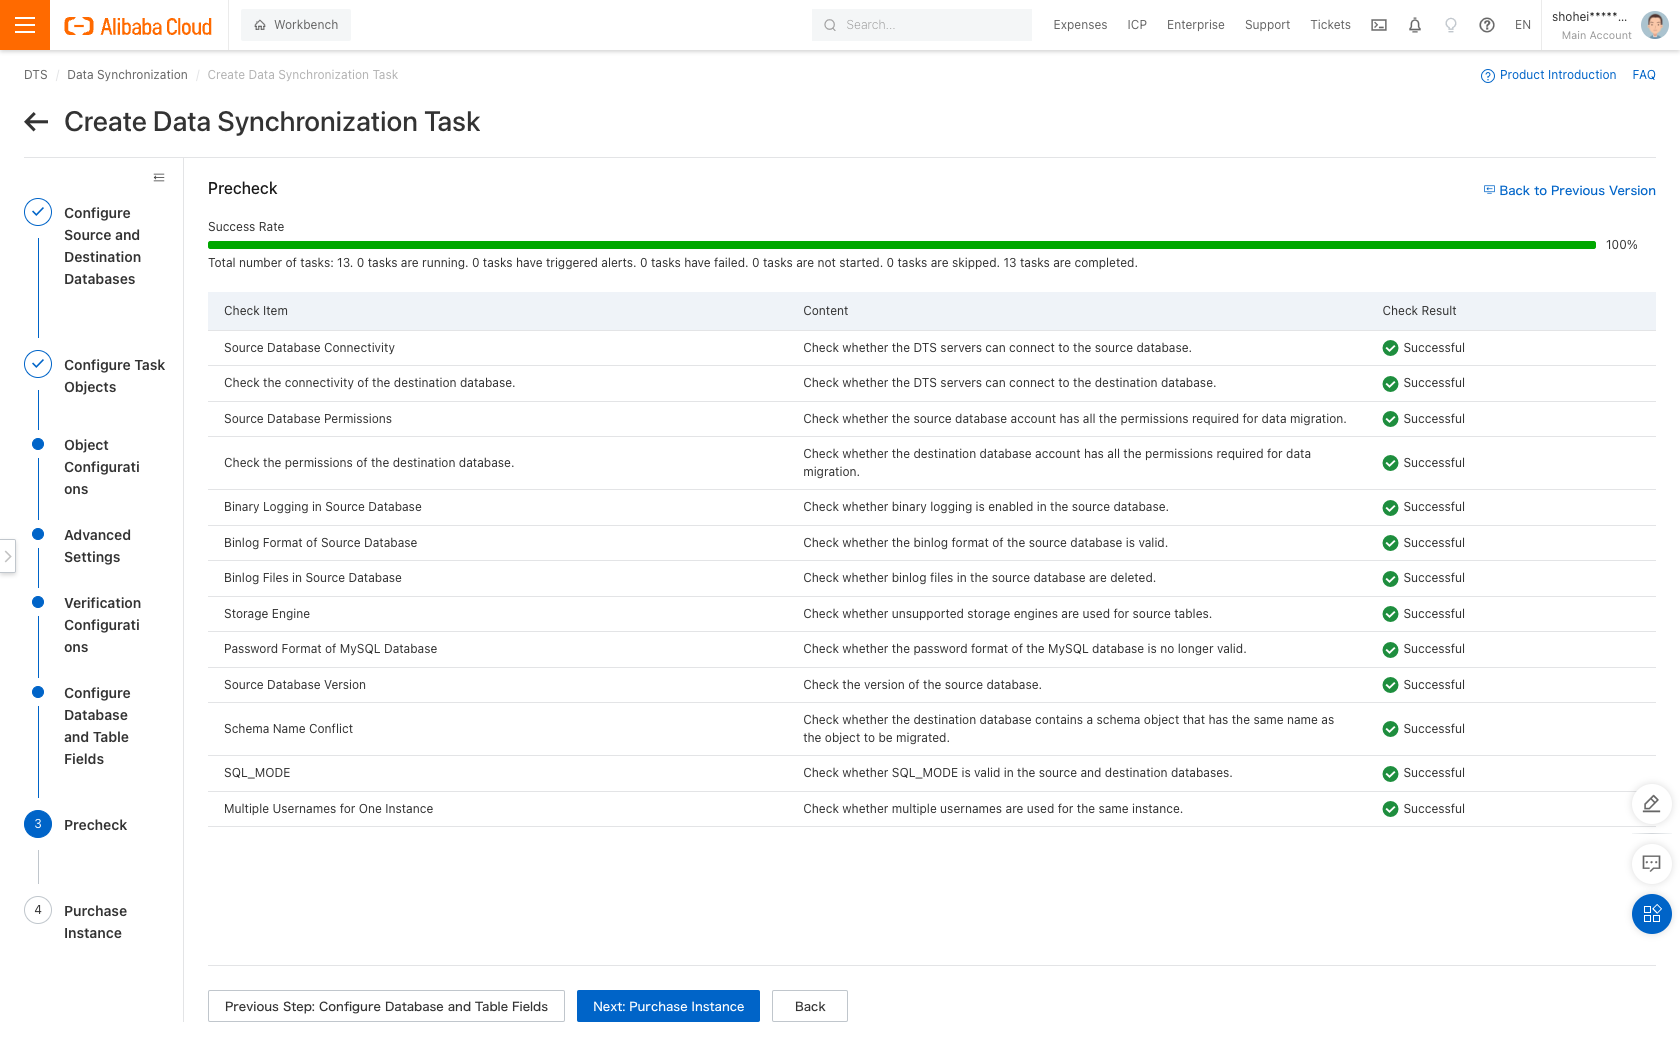 Alibaba Cloud
Workbench
Search...
Expenses
ICP
Enterprise
Support
Tickets
EN
shohei*****...
Main Account
DTS / Data Synchronization / Create Data Synchronization Task
Product Introduction
FAQ
Create Data Synchronization Task
Configure
Source and
Destination
Databases
Configure Task
Objects
Object
Configurati
ons
Advanced
Settings
Verification
Configurati
ons
Configure
Database
and Table
Fields
3
Precheck
4
Purchase
Instance
Precheck
Back to Previous Version
Success Rate
100%
Total number of tasks: 13. 0 tasks are running. 0 tasks have triggered alerts. 0 tasks have failed. 0 tasks are not started. 0 tasks are skipped. 13 tasks are completed.
Check Item
Content
Check Result
Source Database Connectivity
Check whether the DTS servers can connect to the source database.
Successful
Check the connectivity of the destination database.
Check whether the DTS servers can connect to the destination database.
Successful
Source Database Permissions
Check whether the source database account has all the permissions required for data migration.
Successful
Check the permissions of the destination database.
Check whether the destination database account has all the permissions required for data
migration.
Successful
Binary Logging in Source Database
Check whether binary logging is enabled in the source database.
Successful
Binlog Format of Source Database
Check whether the binlog format of the source database is valid.
Successful
Binlog Files in Source Database
Check whether binlog files in the source database are deleted.
Successful
Storage Engine
Check whether unsupported storage engines are used for source tables.
Successful
Password Format of MySQL Database
Check whether the password format of the MySQL database is no longer valid.
Successful
Source Database Version
Check the version of the source database.
Successful
Schema Name Conflict
Check whether the destination database contains a schema object that has the same name as
the object to be migrated.
Successful
SQL_MODE
Check whether SQL_MODE is valid in the source and destination databases.
Successful
Multiple Usernames for One Instance
Check whether multiple usernames are used for the same instance.
Successful
Previous Step: Configure Database and Table Fields
Next: Purchase Instance
Back